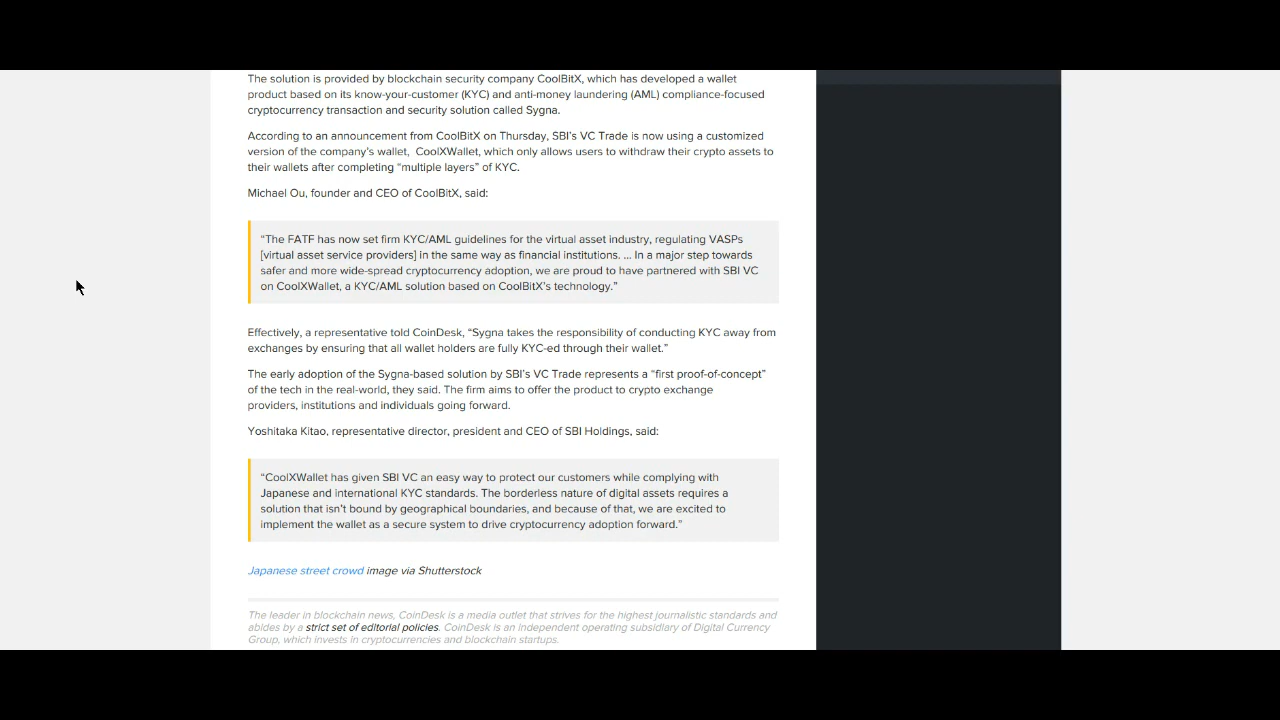 The solution is provided by blockchain security company CoolBitX, which has developed a wallet
product based on its know-your-customer (KYC) and anti-money laundering (AML) compliance-focused
cryptocurrency transaction and security solution called Sygna.
According to an announcement from CoolBitX on Thursday, SBI’s VC Trade is now using a customized
version of the company’s wallet,  CoolXWallet, which only allows users to withdraw their crypto assets to
their wallets after completing “multiple layers” of KYC.
Michael Ou, founder and CEO of CoolBitX, said:
“The FATF has now set firm KYC/AML guidelines for the virtual asset industry, regulating VASPs
[virtual asset service providers] in the same way as financial institutions. … In a major step towards
safer and more wide-spread cryptocurrency adoption, we are proud to have partnered with SBI VC
on CoolXWallet, a KYC/AML solution based on CoolBitX’s technology.”
Effectively, a representative told CoinDesk, “Sygna takes the responsibility of conducting KYC away from
exchanges by ensuring that all wallet holders are fully KYC-ed through their wallet.”
The early adoption of the Sygna-based solution by SBI’s VC Trade represents a “first proof-of-concept”
of the tech in the real-world, they said. The firm aims to offer the product to crypto exchange
providers, institutions and individuals going forward.
Yoshitaka Kitao, representative director, president and CEO of SBI Holdings, said:
“CoolXWallet has given SBI VC an easy way to protect our customers while complying with
Japanese and international KYC standards. The borderless nature of digital assets requires a
solution that isn’t bound by geographical boundaries, and because of that, we are excited to
implement the wallet as a secure system to drive cryptocurrency adoption forward.”
Japanese street crowd image via Shutterstock
The leader in blockchain news, CoinDesk is a media outlet that strives for the highest journalistic standards and
abides by a strict set of editorial policies. CoinDesk is an independent operating subsidiary of Digital Currency
Group, which invests in cryptocurrencies and blockchain startups.